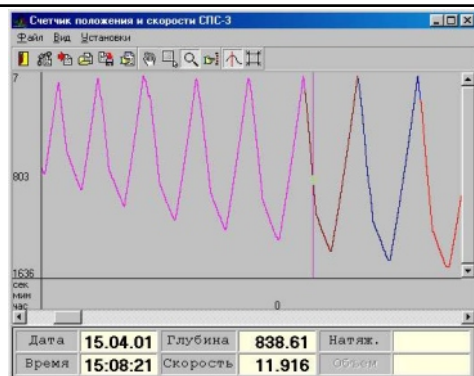 Счетчик положения и скорости СПС-3
Файл Вид Установки
7
803
1636
сек
мин
час 0
Дата 15.04.01 Глубина 838.61 Натяж.
Время 15:08:21 Скорость 11.916 Объем